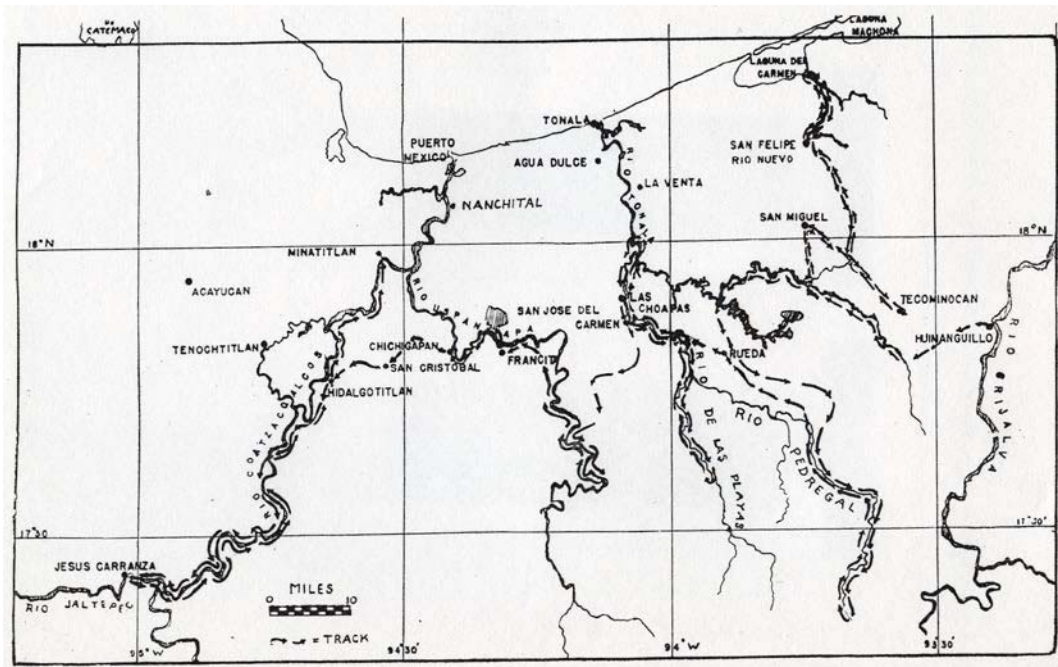 CATEMACO
LAGUNA
MACHONA
LAGUNA DEL
CARMEN
TONALA
PUERTO
MEXICO
AGUA DULCE
SAN FELIPE
RIO NUEVO
RIO TONALA
LA VENTA
NANCHITAL
SAN MIGUEL
18°N
18°N
MINATITLAN
ACAYUCAN
RIO USPANAPA
SAN JOSE DEL
CARMEN
LAS
CHOAPAS
TECOMINOCAN
HUIMANGUILLO
TENOCHTITLAN
CHICHIGAPAN
FRANCIT
RUEDA
SAN CRISTOBAL
HIDALGOTITLAN
RIO COATZACOALCOS
RIO GRIJALVA
RIO DE LAS PLAYAS
RIO PEDREGAL
17°30
17°30
JESUS CARRANZA
RIO JALTEPEC
MILES
0
= TRACK
95°W
94°30
94°W
93°30